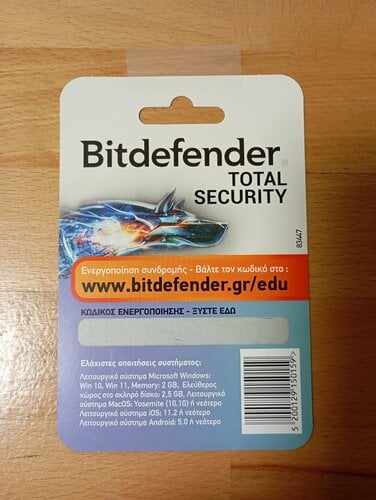 Bitdefender®
TOTAL
SECURITY
83447
Ενεργοποίηση συνδρομής - Βάλτε τον κωδικό στο :
www.bitdefender.gr/edu
ΚΩΔΙΚΟΣ ΕΝΕΡΓΟΠΟΙΗΣΗΣ - ΞΥΣΤΕ ΕΔΩ
Ελάχιστες απαιτήσεις συστήματος:
Λειτουργικό σύστημα Microsoft Windows:
Win 10, Win 11, Memory: 2 GB, Ελεύθερος
χώρος στο σκληρό δίσκο: 2,5 GB, Λειτουργικό
σύστημα MacOS: Yosemite (10.10) ή νεότερο
Λειτουργικό σύστημα iOS: 11.2 ή νεότερο
Λειτουργικό σύστημα Android: 5.0 ή νεότερο
5 200129 150159 >